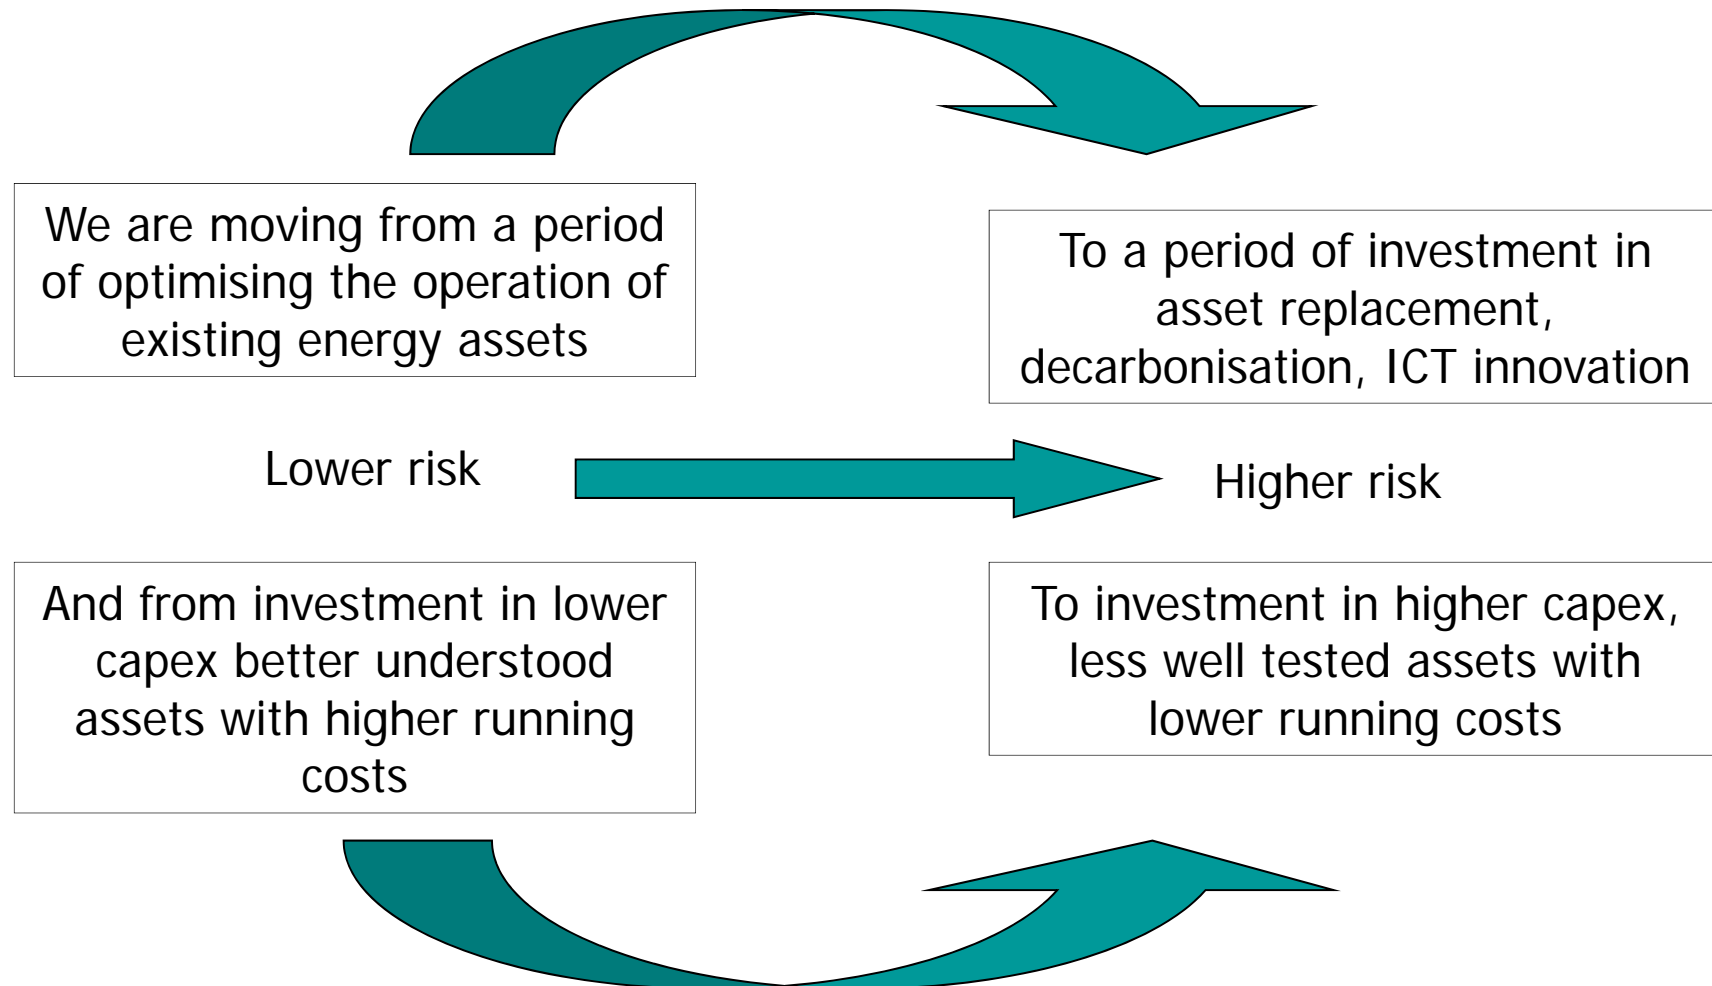 We are moving from a period
of optimising the operation of
existing energy assets
To a period of investment in
asset replacement,
decarbonisation, ICT innovation
Lower risk
Higher risk
And from investment in lower
capex better understood
assets with higher running
costs
To investment in higher capex,
less well tested assets with
lower running costs